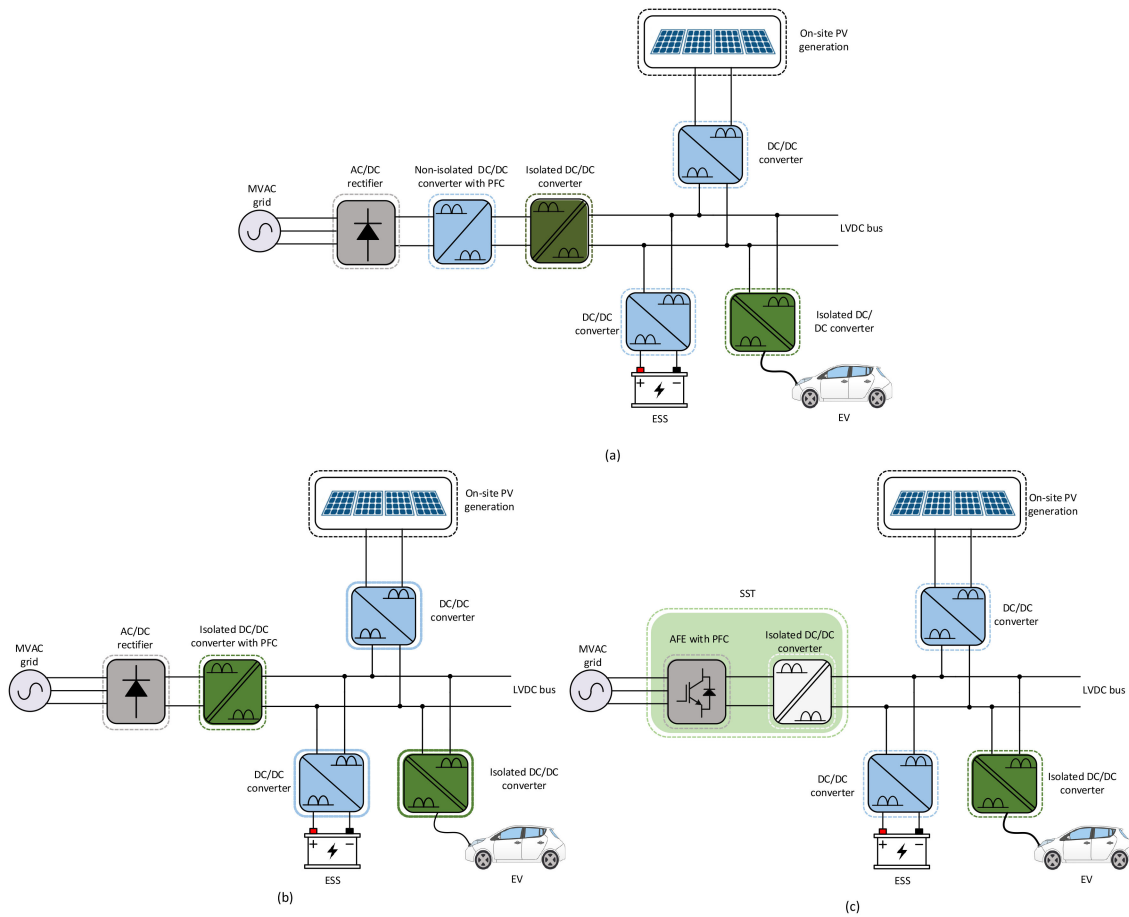 On-site PV
generation
DC/DC
converter
AC/DC
rectifier
Non-isolated DC/DC
converter with PFC
Isolated DC/DC
converter
MVAC
grid
LVDC bus
DC/DC
converter
Isolated DC/
DC converter
+ −
ESS
EV
(a)
On-site PV
generation
DC/DC
converter
AC/DC
rectifier
Isolated DC/DC
converter with PFC
MVAC
grid
LVDC bus
DC/DC
converter
Isolated DC/DC
converter
+ −
ESS
EV
(b)
On-site PV
generation
SST
DC/DC
converter
AFE with PFC
Isolated DC/DC
converter
MVAC
grid
LVDC bus
DC/DC
converter
Isolated DC/DC
converter
+ −
ESS
EV
(c)